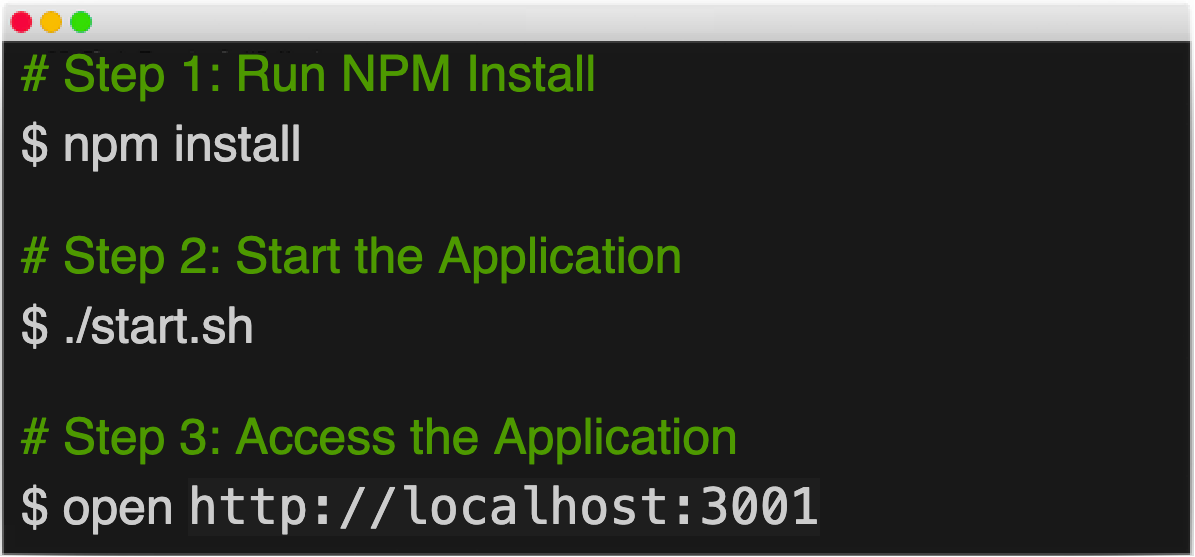 # Step 1: Run NPM Install
$ npm install
# Step 2: Start the Application
$ ./start.sh
# Step 3: Access the Application
$ open http://localhost:3001